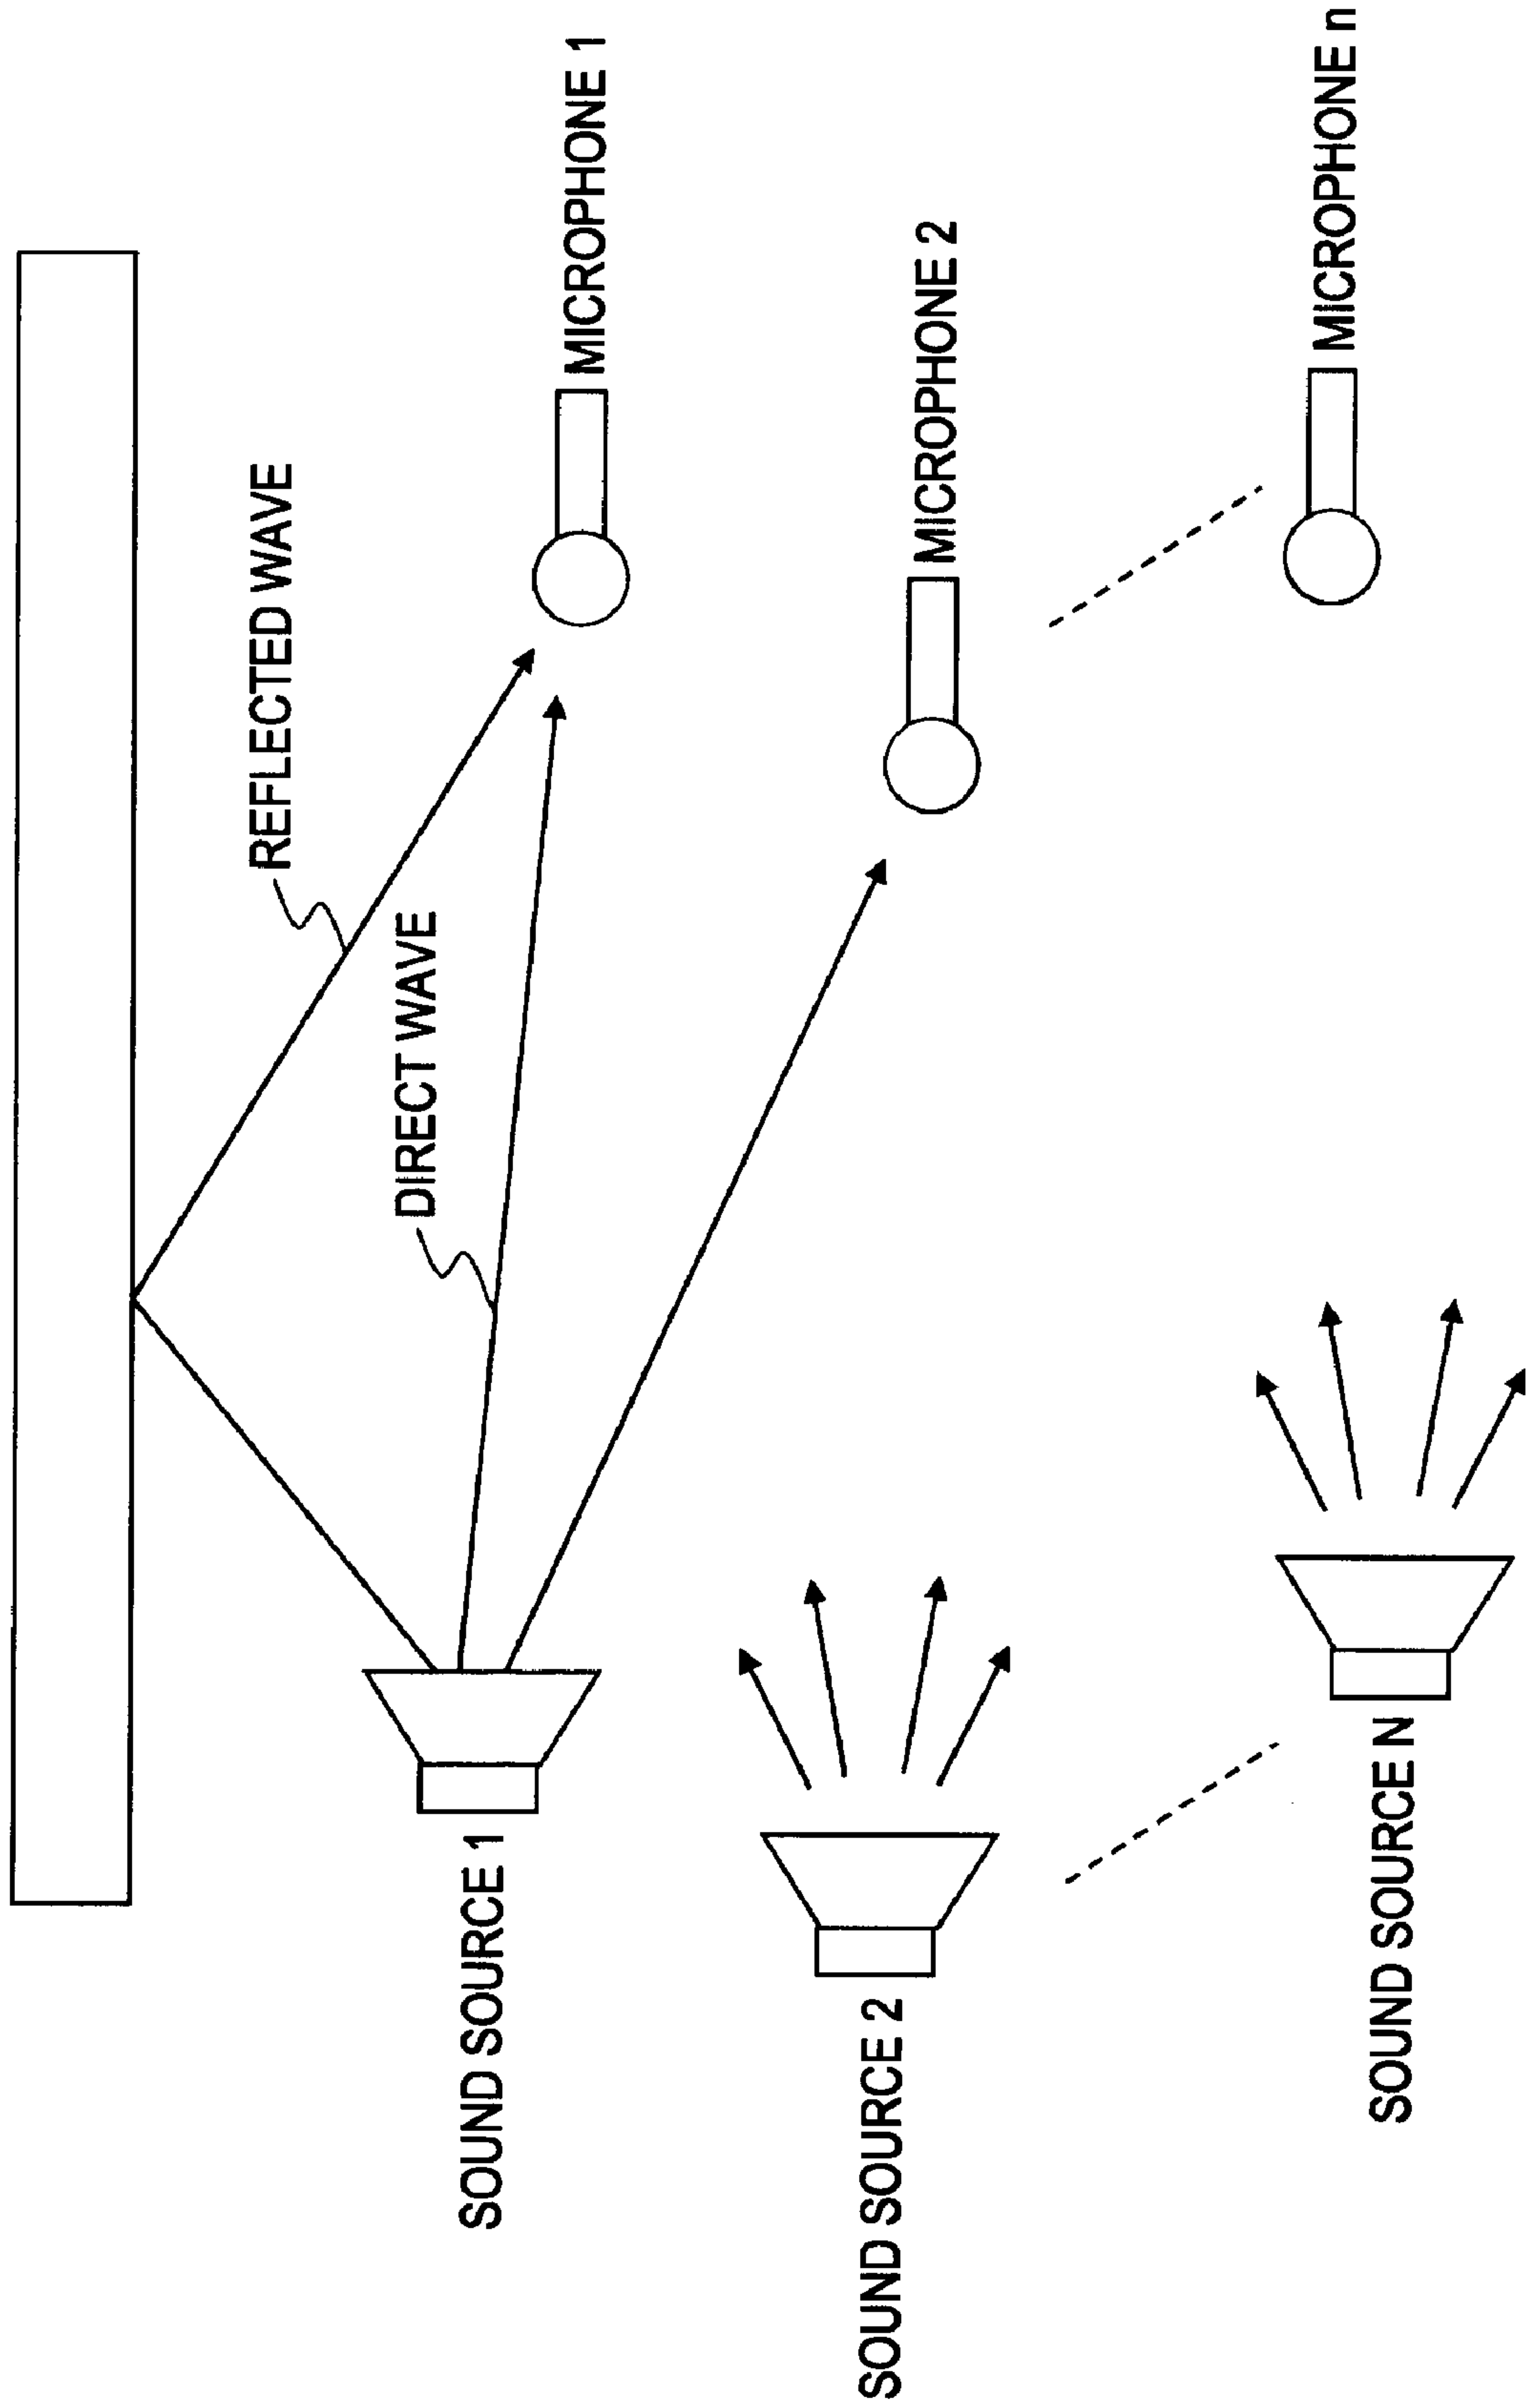 REFLECTED WAVE
DIRECT WAVE
MICROPHONE 1
MICROPHONE 2
MICROPHONE n
SOUND SOURCE 1
SOUND SOURCE 2
SOUND SOURCE N